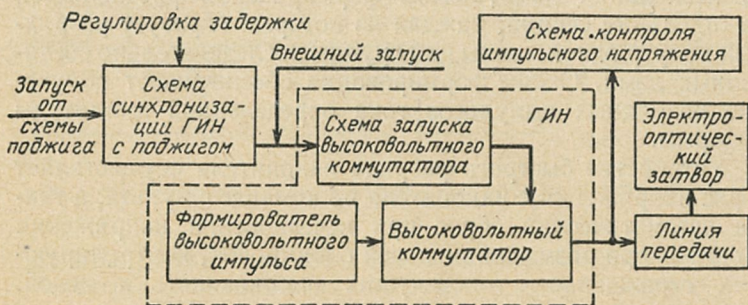 Регулировка задержки
Схема контроля
импульсного напряжения
Внешний запуск
Запуск
от
схемы
поджига
Схема
синхрониза-
ции ГИН
с поджигом
Схема запуска
высоковольтного
коммутатора
ГИН
Электро-
оптичес-
кий
затвор
Формирователь
высоковольтного
импульса
Высоковольтный
коммутатор
Линия
передачи